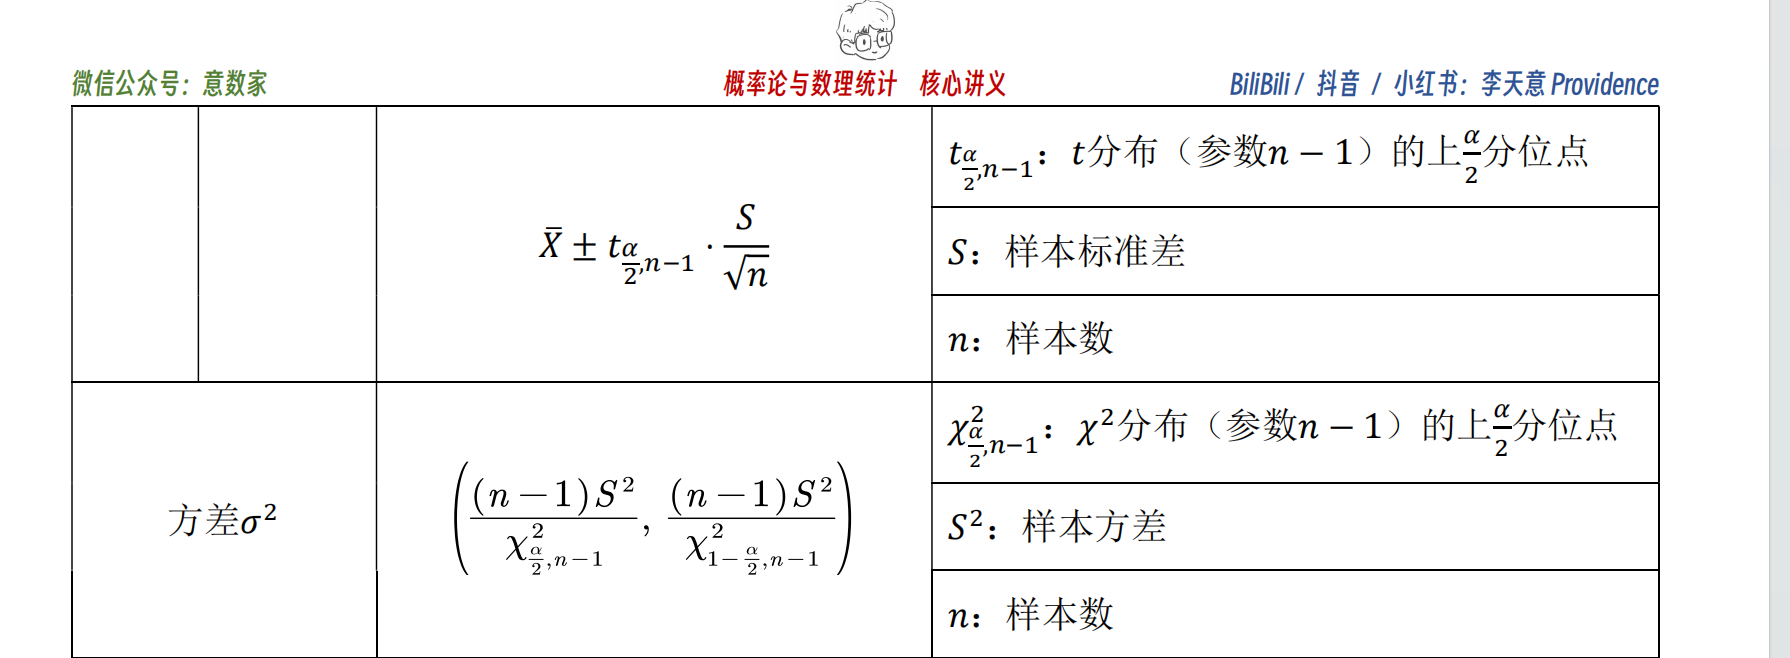 微信公众号：意数家
概率论与数理统计 核心讲义
BiliBili / 抖音 / 小红书：李天意 Providence
$\bar{X} \pm t_{\frac{\alpha}{2},n-1} \cdot \frac{S}{\sqrt{n}}$
$t_{\frac{\alpha}{2},n-1}$：$t$分布（参数$n-1$）的上$\frac{\alpha}{2}$分位点
$S$：样本标准差
$n$：样本数
方差$\sigma^2$
$\left(\frac{(n-1)S^2}{\chi^2_{\frac{\alpha}{2},n-1}}, \frac{(n-1)S^2}{\chi^2_{1-\frac{\alpha}{2},n-1}}\right)$
$\chi^2_{\frac{\alpha}{2},n-1}$：$\chi^2$分布（参数$n-1$）的上$\frac{\alpha}{2}$分位点
$S^2$：样本方差
$n$：样本数